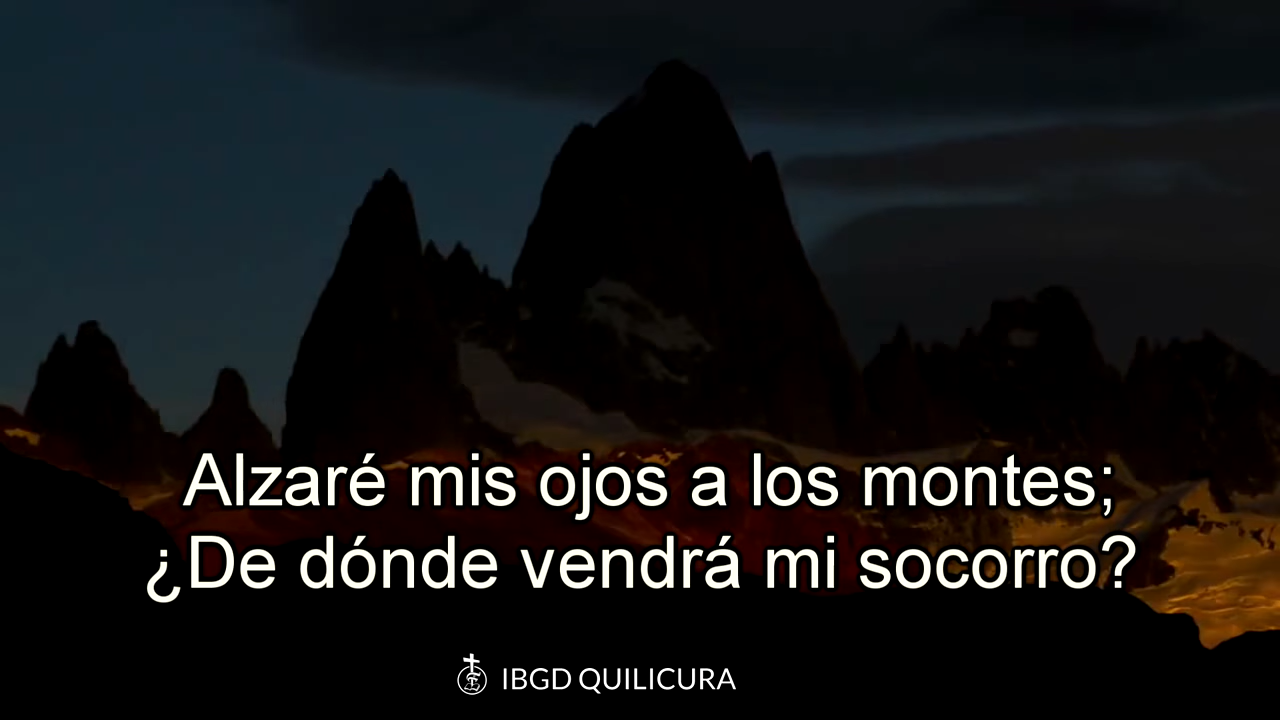 Alzaré mis ojos a los montes;
¿De dónde vendrá mi socorro?
IBGD QUILICURA